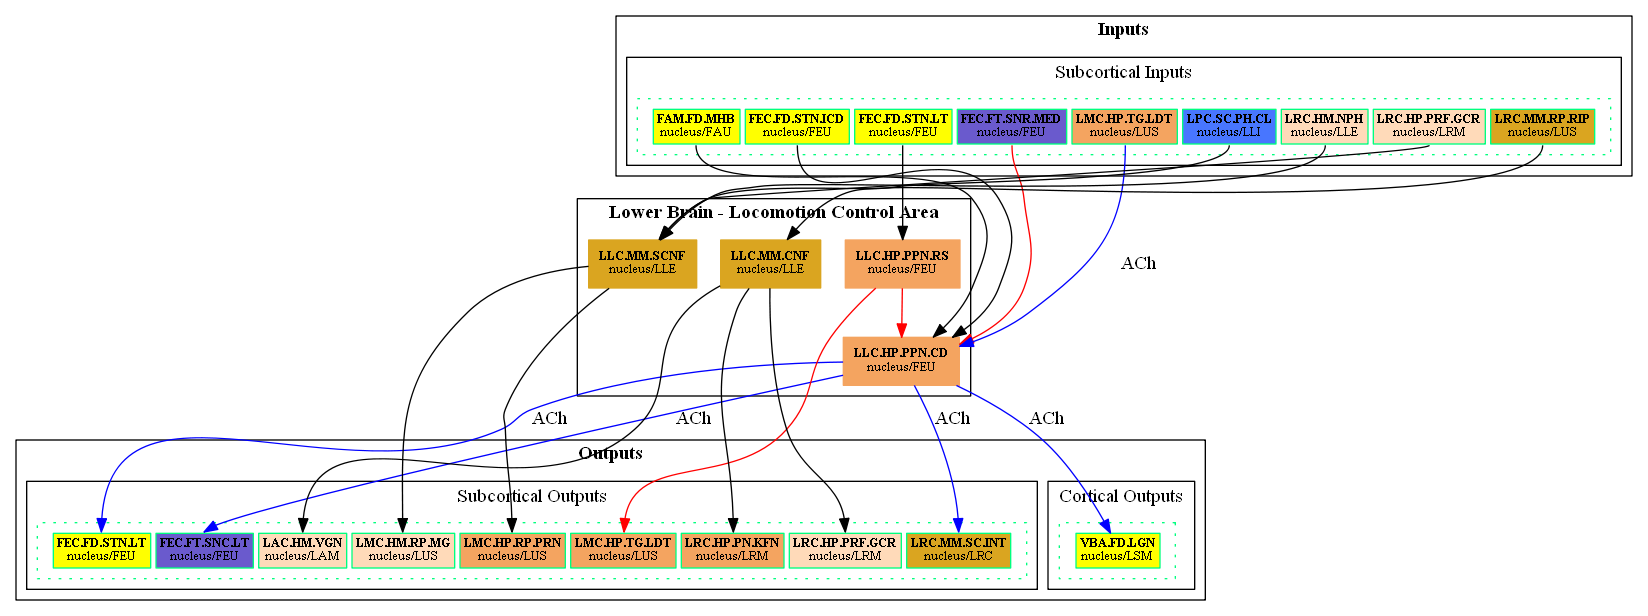 Inputs
Subcortical Inputs
FAM.FD.MHB
nucleus/FAU
FEC.FD.STN.ICD
nucleus/FEU
FEC.FD.STN.LT
nucleus/FEU
FEC.FT.SNR.MED
nucleus/FEU
LMC.HP.TG.LDT
nucleus/LUS
LPC.SC.PH.CL
nucleus/LLI
LRC.HM.NPH
nucleus/LLE
LRC.HP.PRF.GCR
nucleus/LRM
LRC.MM.RP.RIP
nucleus/LUS
Lower Brain - Locomotion Control Area
LLC.MM.SCNF
nucleus/LLE
LLC.MM.CNF
nucleus/LLE
LLC.HP.PPN.RS
nucleus/FEU
ACh
LLC.HP.PPN.CD
nucleus/FEU
ACh
ACh
ACh
ACh
Outputs
Subcortical Outputs
Cortical Outputs
FEC.FD.STN.LT
nucleus/FEU
FEC.FT.SNC.LT
nucleus/FEU
LAC.HM.VGN
nucleus/LAM
LMC.HM.RP.MG
nucleus/LUS
LMC.HP.RP.PRN
nucleus/LUS
LMC.HP.TG.LDT
nucleus/LUS
LRC.HP.PN.KFN
nucleus/LRM
LRC.HP.PRF.GCR
nucleus/LRM
LRC.MM.SC.INT
nucleus/LRC
VBA.FD.LGN
nucleus/LSM